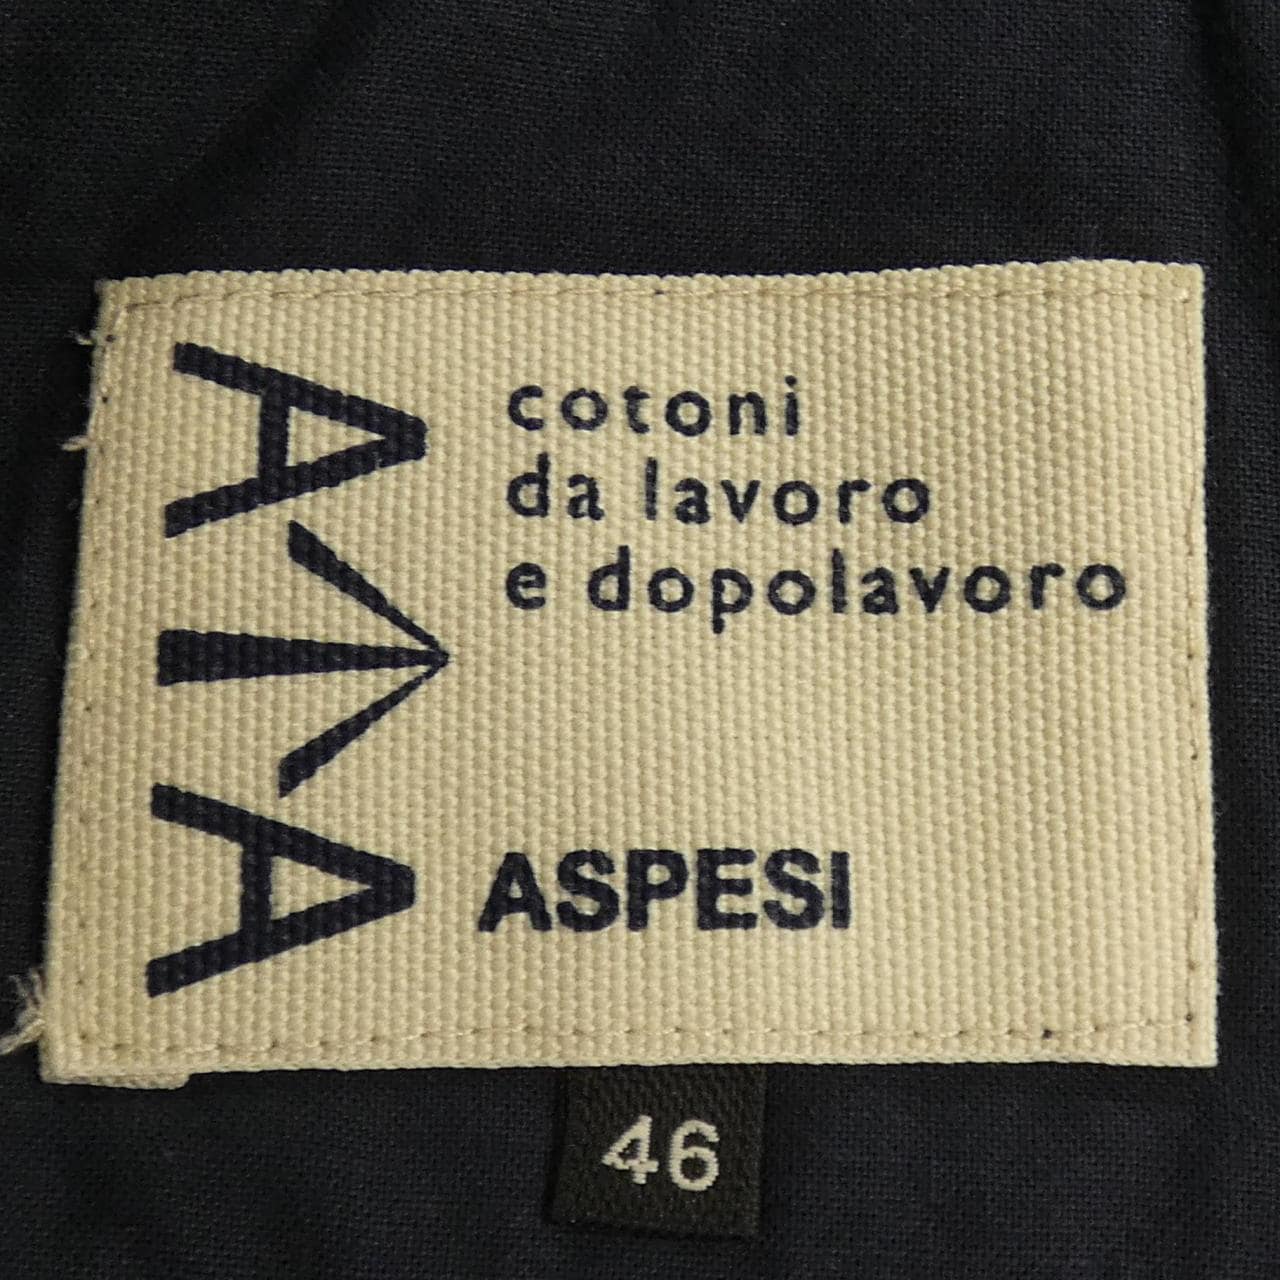 A↑A
cotoni
da lavoro
e dopolavoro
ASPESI
46